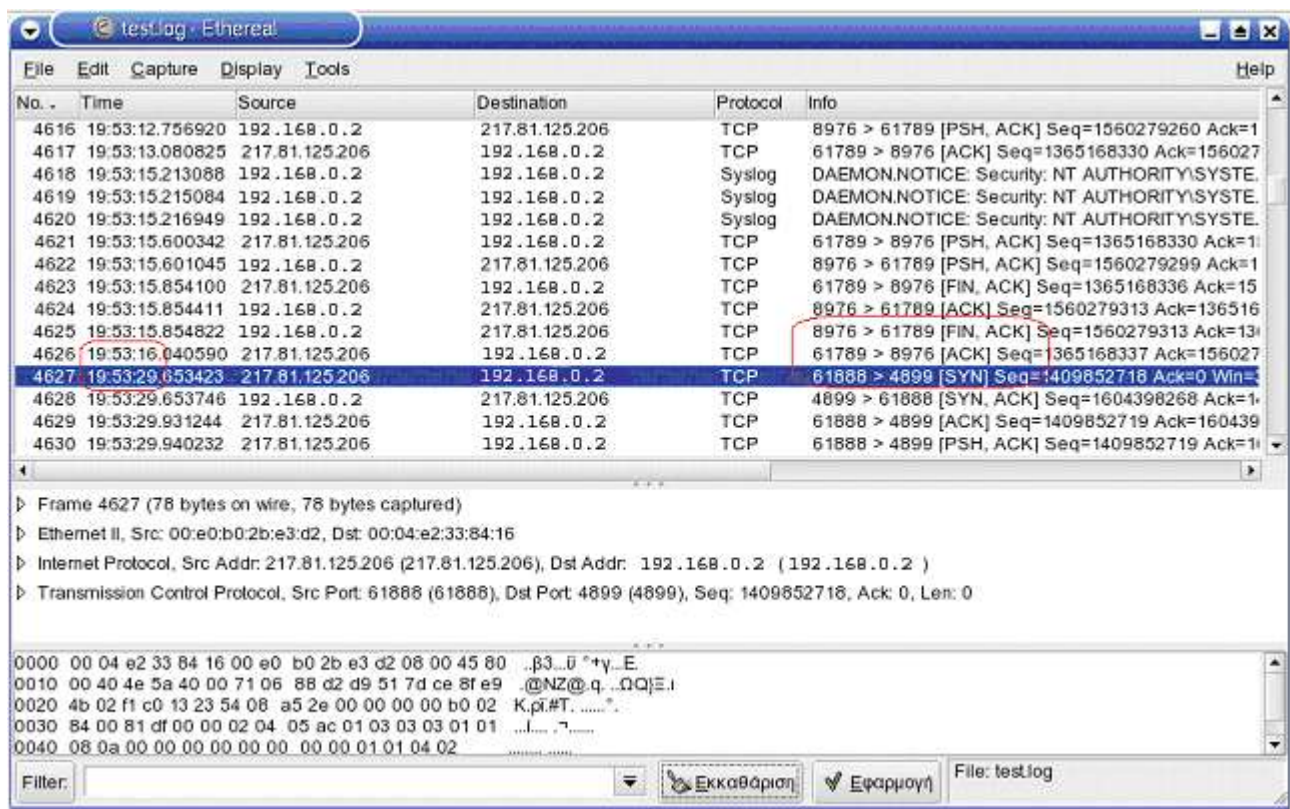 test.log - Ethereal
File Edit Capture Display Tools Help
No. . Time Source Destination Protocol Info
4616 19:53:12.756920 192.168.0.2 217.81.125.206 TCP 8976 > 61789 [PSH, ACK] Seq=1560279260 Ack=1
4617 19:53:13.080825 217.81.125.206 192.168.0.2 TCP 61789 > 8976 [ACK] Seq=1365168330 Ack=156027
4618 19:53:15.213088 192.168.0.2 192.168.0.2 Syslog DAEMON.NOTICE: Security: NT AUTHORITY\SYSTE.
4619 19:53:15.215084 192.168.0.2 192.168.0.2 Syslog DAEMON.NOTICE: Security: NT AUTHORITY\SYSTE.
4620 19:53:15.216949 192.168.0.2 192.168.0.2 Syslog DAEMON.NOTICE: Security: NT AUTHORITY\SYSTE.
4621 19:53:15.600342 217.81.125.206 192.168.0.2 TCP 61789 > 8976 [PSH, ACK] Seq=1365168330 Ack=1
4622 19:53:15.601045 192.168.0.2 217.81.125.206 TCP 8976 > 61789 [PSH, ACK] Seq=1560279299 Ack=1
4623 19:53:15.854100 217.81.125.206 192.168.0.2 TCP 61789 > 8976 [FIN, ACK] Seq=1365168336 Ack=15
4624 19:53:15.854411 192.168.0.2 217.81.125.206 TCP 8976 > 61789 [ACK] Seq=1560279313 Ack=136516
4625 19:53:15.854822 192.168.0.2 217.81.125.206 TCP 8976 > 61789 [FIN, ACK] Seq=1560279313 Ack=13
4626 19:53:16.040590 217.81.125.206 192.168.0.2 TCP 61789 > 8976 [ACK] Seq=1365168337 Ack=156027
4627 19:53:29.653423 217.81.125.206 192.168.0.2 TCP 61888 > 4899 [SYN] Seq=1409852718 Ack=0 Win=
4628 19:53:29.653746 192.168.0.2 217.81.125.206 TCP 4899 > 61888 [SYN, ACK] Seq=1604398268 Ack=1
4629 19:53:29.931244 217.81.125.206 192.168.0.2 TCP 61888 > 4899 [ACK] Seq=1409852719 Ack=160439
4630 19:53:29.940232 217.81.125.206 192.168.0.2 TCP 61888 > 4899 [PSH, ACK] Seq=1409852719 Ack=1
Frame 4627 (78 bytes on wire, 78 bytes captured)
Ethernet II, Src: 00:e0:b0:2b:e3:d2, Dst: 00:04:e2:33:84:16
Internet Protocol, Src Addr: 217.81.125.206 (217.81.125.206), Dst Addr: 192.168.0.2 ( 192.168.0.2 )
Transmission Control Protocol, Src Port: 61888 (61888), Dst Port: 4899 (4899), Seq: 1409852718, Ack: 0, Len: 0
0000 00 04 e2 33 84 16 00 e0 b0 2b e3 d2 08 00 45 80
0010 00 40 4e 5a 40 00 71 06 88 d2 d9 51 7d ce 8f e9
0020 4b 02 f1 c0 13 23 54 08 a5 2e 00 00 00 00 b0 02
0030 84 00 81 df 00 00 02 04 05 ac 01 03 03 03 01 01
0040 08 0a 00 00 00 00 00 00 00 00 01 01 04 02
Filter: Εκκαθάριση Εφαρμογή File: test.log